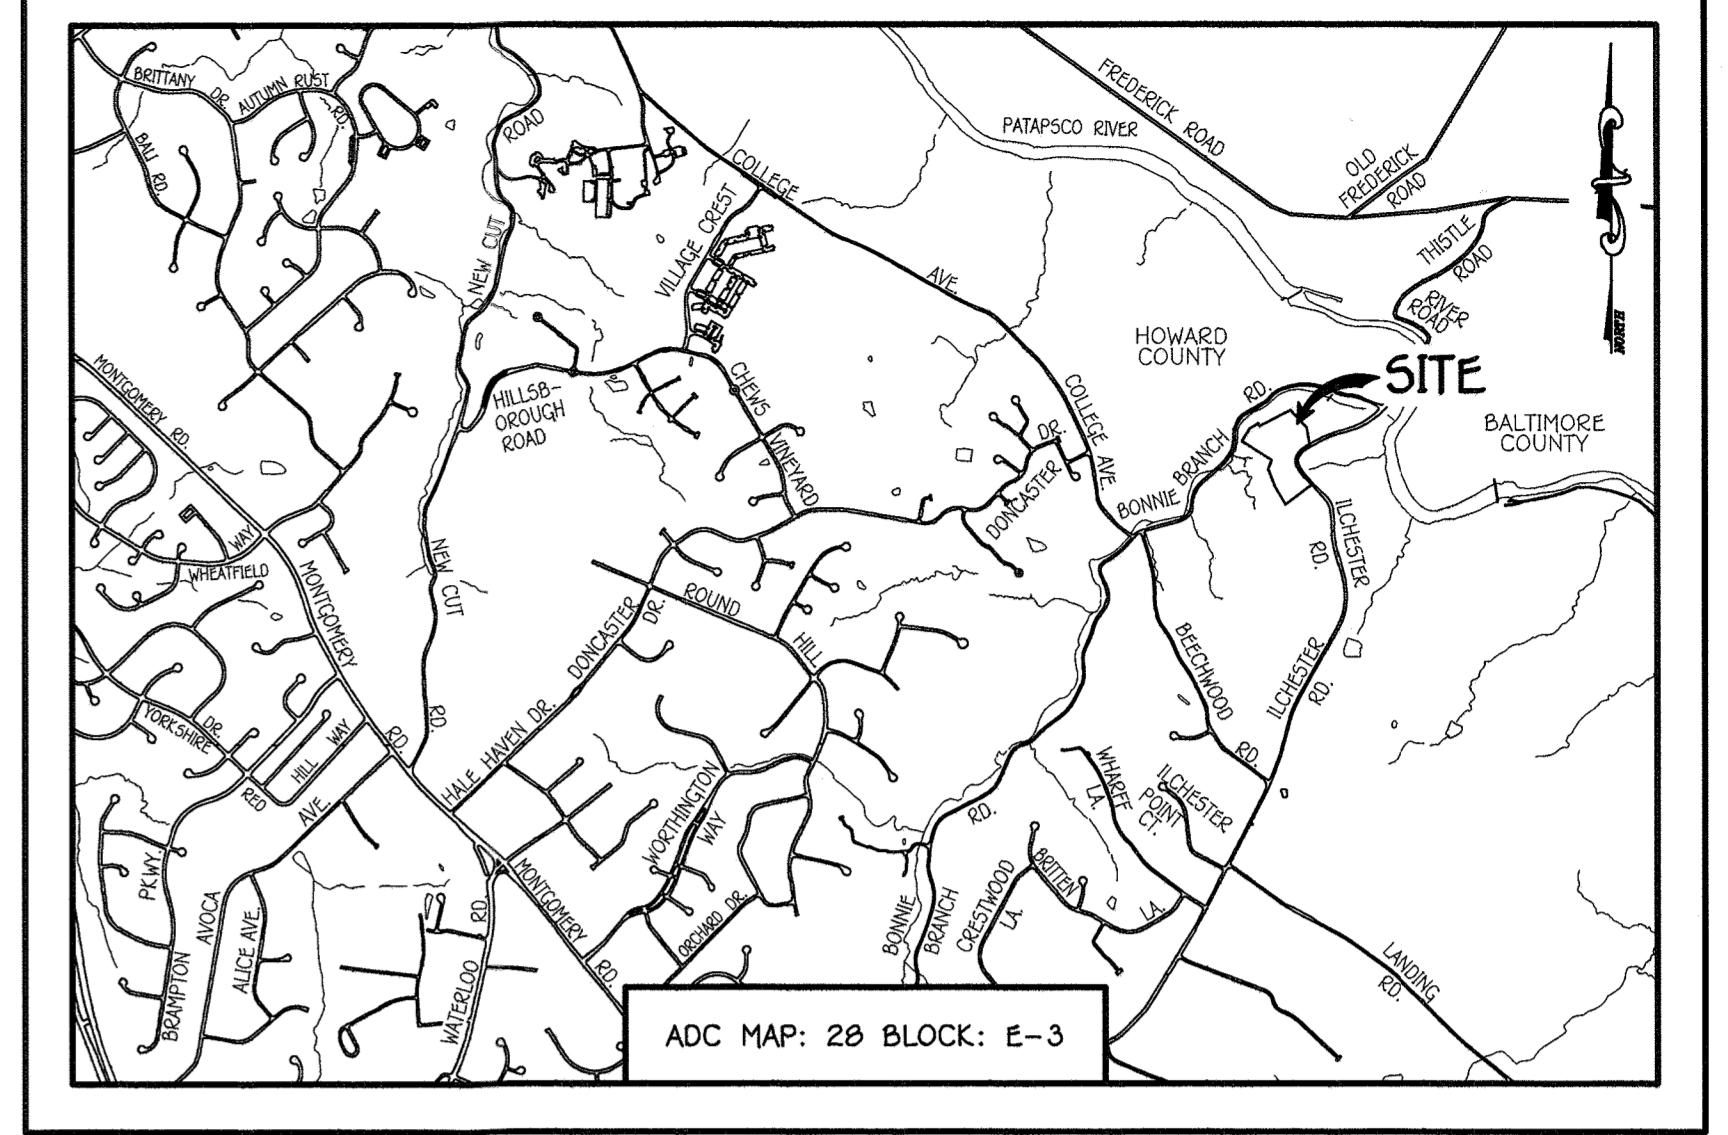 BRITTANY
DR.
AUTUMN RUST
RD.
BALI
RD.
ROAD
NEW CUT
COLLEGE
AVE.
VILLAGE CREST
PATAPSCO RIVER
FREDERICK ROAD
OLD
FREDERICK
ROAD
THISTLE
ROAD
RIVER
ROAD
NORTH
HOWARD
COUNTY
SITE
BALTIMORE
COUNTY
MONTGOMERY RD.
HILLSB-
OROUGH
ROAD
CHEWS
VINEYARD
COLLEGE AVE.
DR.
DONCASTER
BONNIE BRANCH
RD.
ILCHESTER
RD.
WAY
WHEATFIELD
MONTGOMERY
RD.
NEW CUT
RD.
DONCASTER
DR.
ROUND
HILL
BEECHWOOD
RD.
ILCHESTER
RD.
YORKSHIRE
DR.
HILL WAY
RED
AVE.
HALE HAVEN DR.
WORTHINGTON
WAY
RD.
WHARFF
LA.
ILCHESTER
POINT
CT.
PKWY.
BRAMPTON
AVOCA
ALICE AVE.
RD.
WATERLOO
MONTGOMERY
RD.
ORCHARD DR.
BONNIE
BRANCH
CRESTWOOD
LA.
BRITTEN
LA.
LANDING
RD.
ADC MAP: 28 BLOCK: E-3